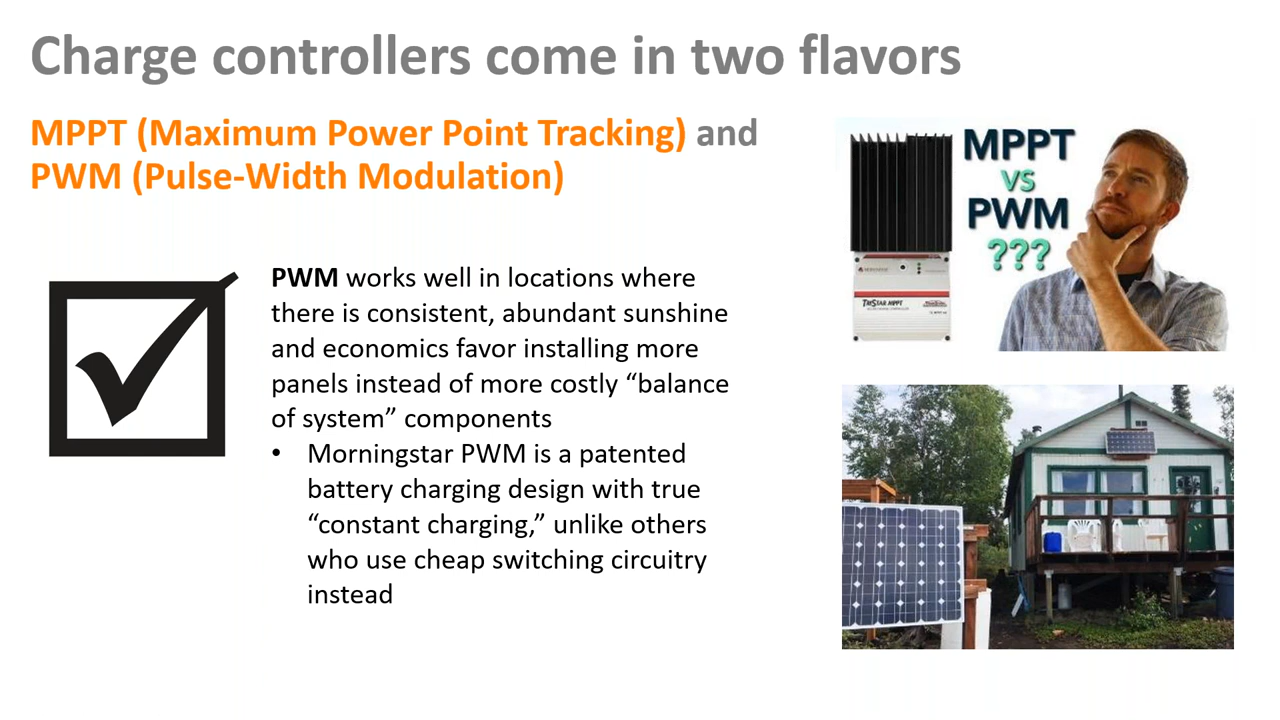 Charge controllers come in two flavors
MPPT (Maximum Power Point Tracking) and
PWM (Pulse-Width Modulation)
PWM works well in locations where
there is consistent, abundant sunshine
and economics favor installing more
panels instead of more costly “balance
of system” components
• Morningstar PWM is a patented
battery charging design with true
“constant charging,” unlike others
who use cheap switching circuitry
instead
MPPT
VS
PWM
???
TRISTAR MPPT